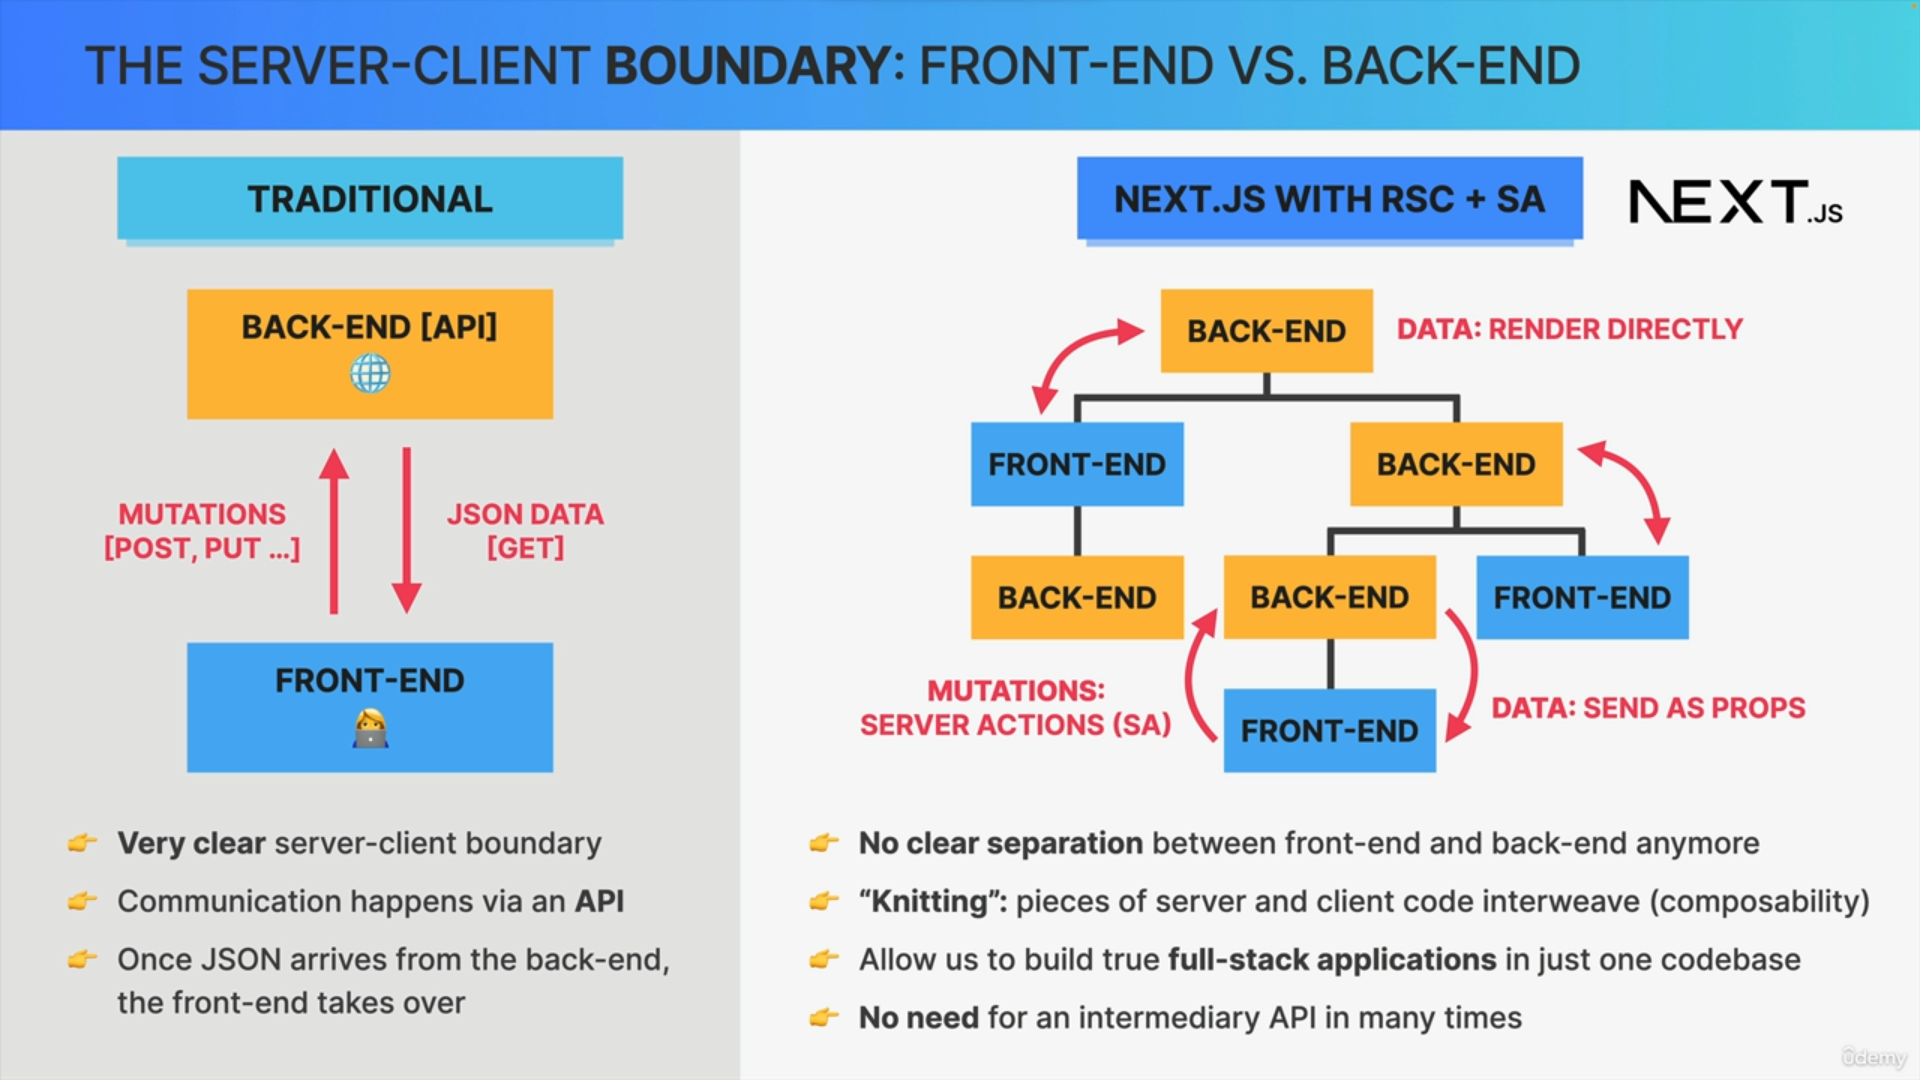 THE SERVER-CLIENT BOUNDARY: FRONT-END VS. BACK-END
TRADITIONAL
BACK-END [API]
MUTATIONS
[POST, PUT ...]
JSON DATA
[GET]
FRONT-END
👉 Very clear server-client boundary
👉 Communication happens via an API
👉 Once JSON arrives from the back-end,
the front-end takes over
NEXT.JS WITH RSC + SA
NEXT.JS
BACK-END
DATA: RENDER DIRECTLY
FRONT-END
BACK-END
BACK-END
BACK-END
FRONT-END
MUTATIONS:
SERVER ACTIONS (SA)
FRONT-END
DATA: SEND AS PROPS
👉 No clear separation between front-end and back-end anymore
👉 “Knitting”: pieces of server and client code interweave (composability)
👉 Allow us to build true full-stack applications in just one codebase
👉 No need for an intermediary API in many times
ûdemy